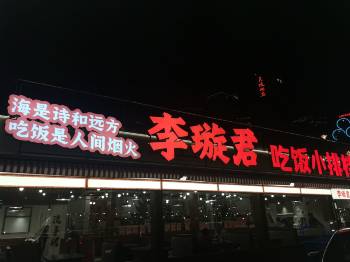 海是诗和远方
吃饭是人间烟火
李璇君
吃饭小排档